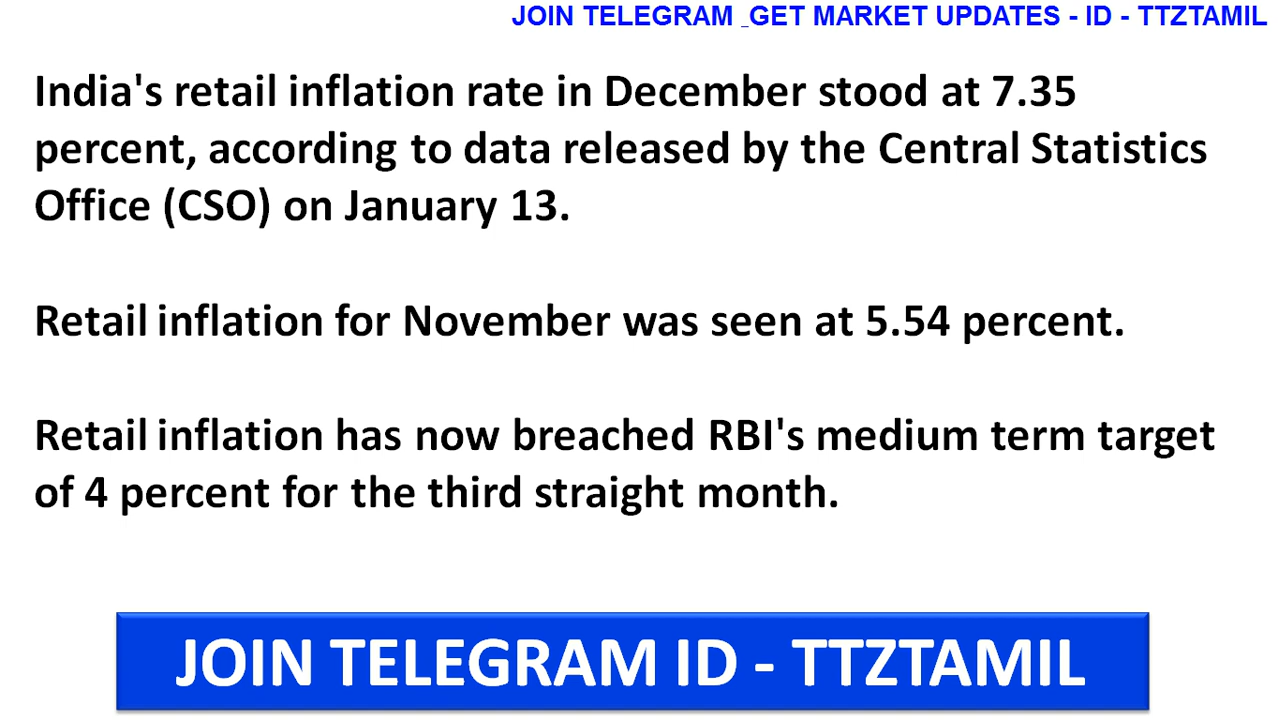 JOIN TELEGRAM _GET MARKET UPDATES - ID - TTZTAMIL
India's retail inflation rate in December stood at 7.35
percent, according to data released by the Central Statistics
Office (CSO) on January 13.
Retail inflation for November was seen at 5.54 percent.
Retail inflation has now breached RBI's medium term target
of 4 percent for the third straight month.
JOIN TELEGRAM ID - TTZTAMIL